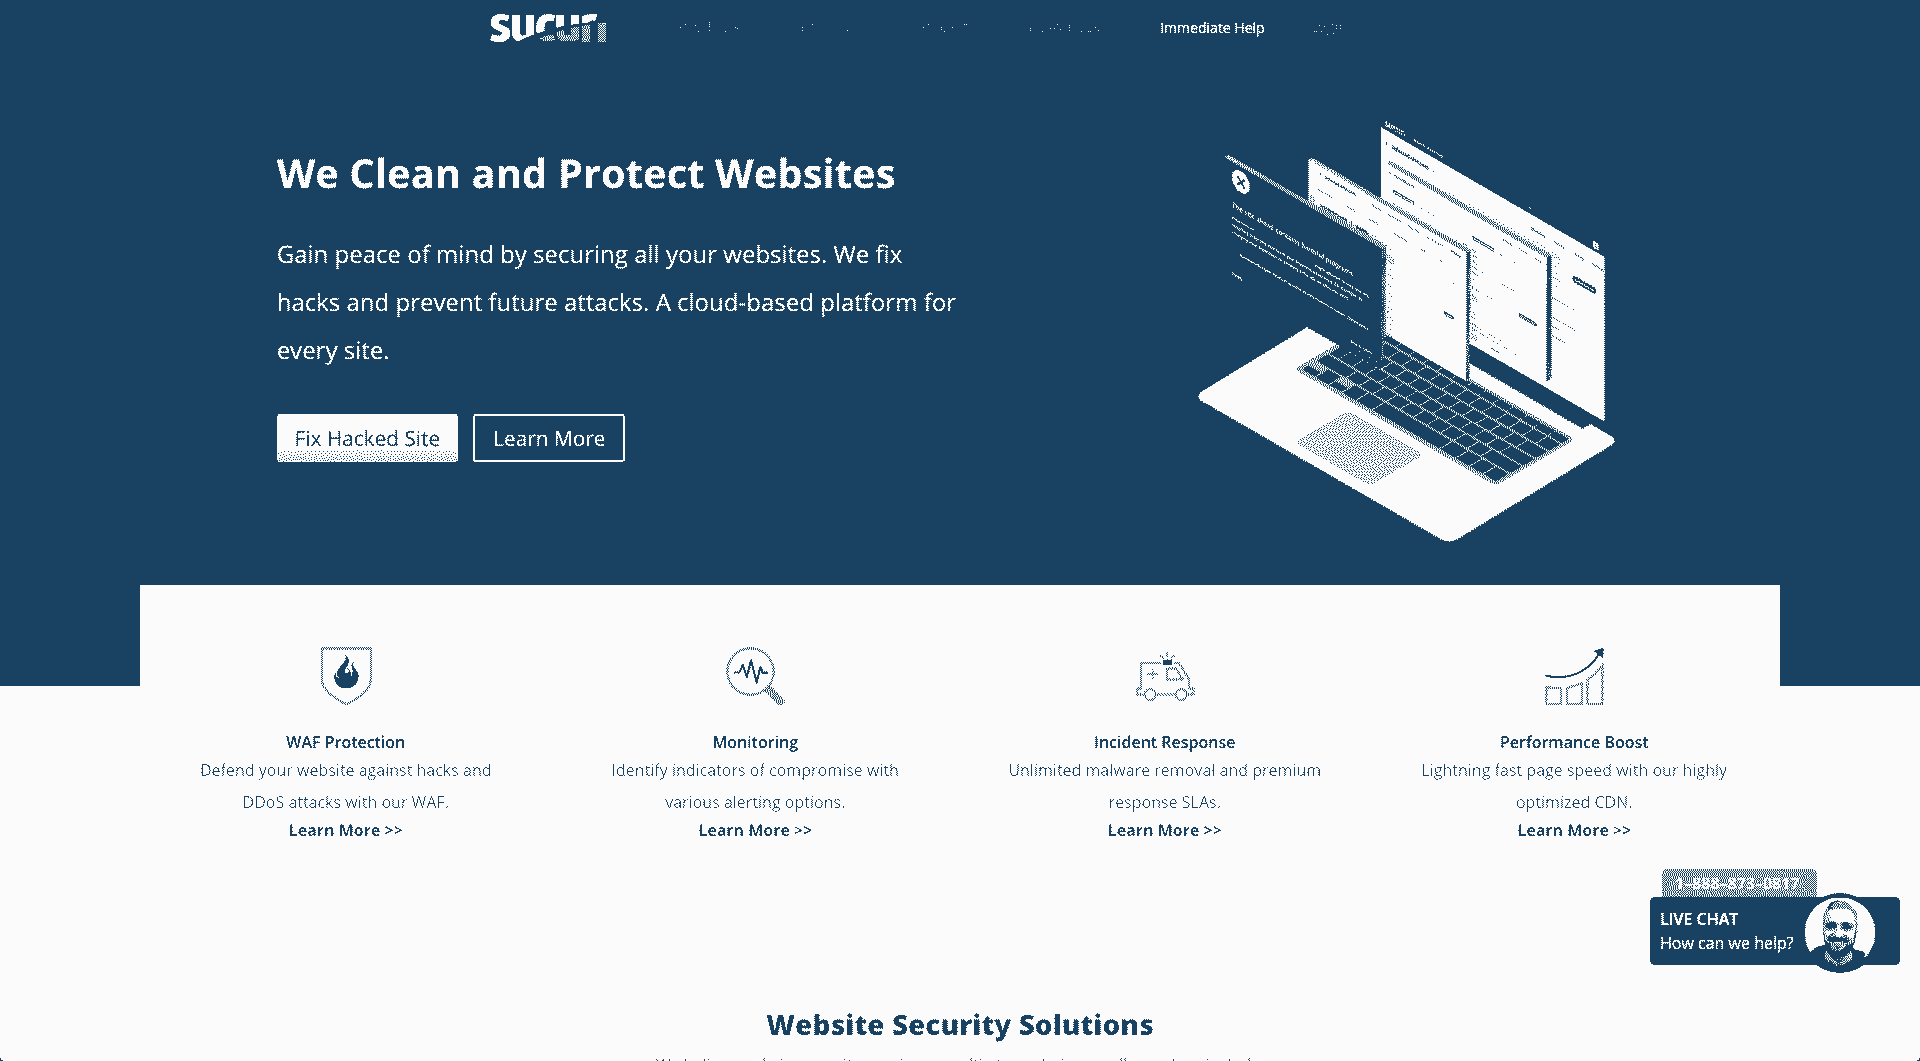 sucuri
Immediate Help
We Clean and Protect Websites
Gain peace of mind by securing all your websites. We fix
hacks and prevent future attacks. A cloud-based platform for
every site.
Fix Hacked Site
Learn More
WAF Protection
Defend your website against hacks and
DDoS attacks with our WAF.
Learn More >>
Monitoring
Identify indicators of compromise with
various alerting options.
Learn More >>
Incident Response
Unlimited malware removal and premium
response SLAs.
Learn More >>
Performance Boost
Lightning fast page speed with our highly
optimized CDN.
Learn More >>
1-888-873-0817
LIVE CHAT
How can we help?
Website Security Solutions